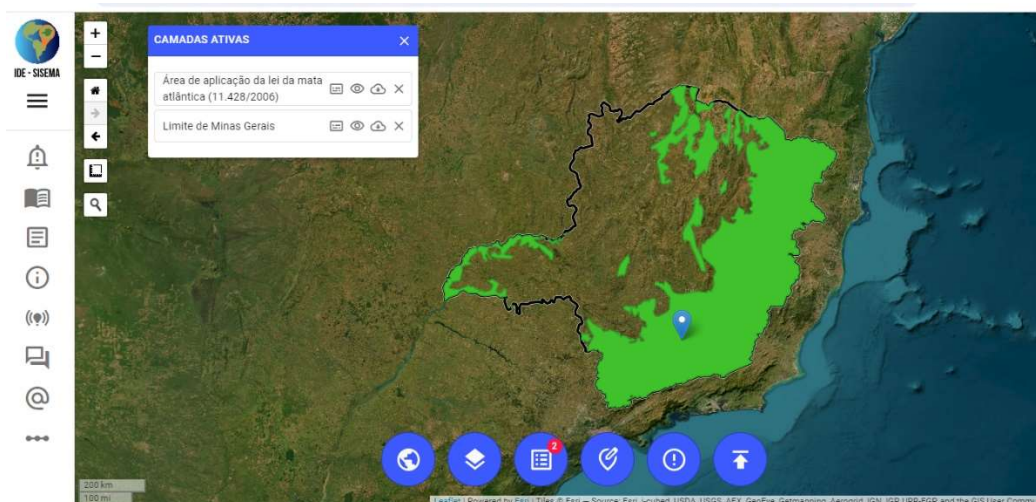 IDE - SISEMA
+
−
CAMADAS ATIVAS
Área de aplicação da lei da mata
atlântica (11.428/2006)
Limite de Minas Gerais
2
200 km
100 mi
Leaflet | Powered by Esri | Tiles © Esri — Source: Esri, i-cubed, USDA, USGS, AEX, GeoEye, Getmapping, Aerogrid, IGN, IGP, UPR-EGP, and the GIS User Comm